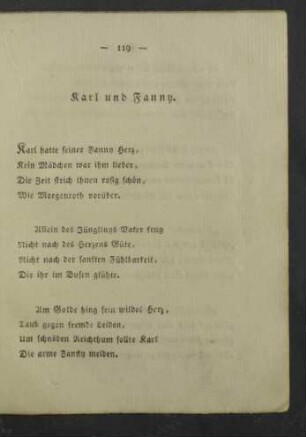 — 119 —
Karl und Fanny.
Karl hatte seiner Fanny Herz,
Kein Mädchen war ihm lieber,
Die Zeit strich ihnen rosig schön,
Wie Morgenroth vorüber.
Allein des Jünglings Vater frug
Nicht nach des Herzens Güte,
Nicht nach der sanften Fühlbarkeit,
Die ihr im Busen glühte.
Am Golde hing sein wildes Herz,
Taub gegen fremde Leiden,
Um schnöden Reichthum sollte Karl
Die arme Fanny meiden.